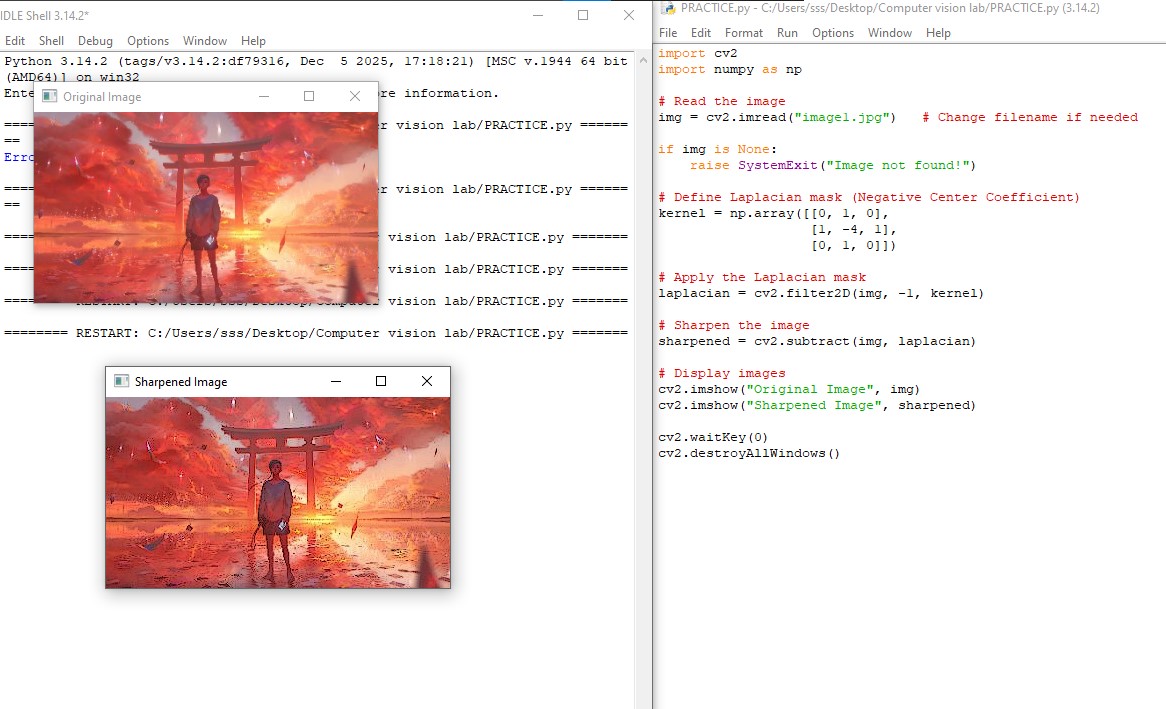 IDLE Shell 3.14.2*
Edit Shell Debug Options Window Help
Python 3.14.2 (tags/v3.14.2:df79316, Dec  5 2025, 17:18:21) [MSC v.1944 64 bit
(AMD64)] on win32
re information.
vision lab/PRACTICE.py =======
==
vision lab/PRACTICE.py =======
==
vision lab/PRACTICE.py =======
vision lab/PRACTICE.py =======
vision lab/PRACTICE.py =======
======== RESTART: C:/Users/sss/Desktop/Computer vision lab/PRACTICE.py =======
Original Image
Sharpened Image
PRACTICE.py - C:/Users/sss/Desktop/Computer vision lab/PRACTICE.py (3.14.2)
File Edit Format Run Options Window Help
import cv2
import numpy as np
# Read the image
img = cv2.imread("image1.jpg")   # Change filename if needed
if img is None:
    raise SystemExit("Image not found!")
# Define Laplacian mask (Negative Center Coefficient)
kernel = np.array([[0, 1, 0],
                   [1, -4, 1],
                   [0, 1, 0]])
# Apply the Laplacian mask
laplacian = cv2.filter2D(img, -1, kernel)
# Sharpen the image
sharpened = cv2.subtract(img, laplacian)
# Display images
cv2.imshow("Original Image", img)
cv2.imshow("Sharpened Image", sharpened)
cv2.waitKey(0)
cv2.destroyAllWindows()